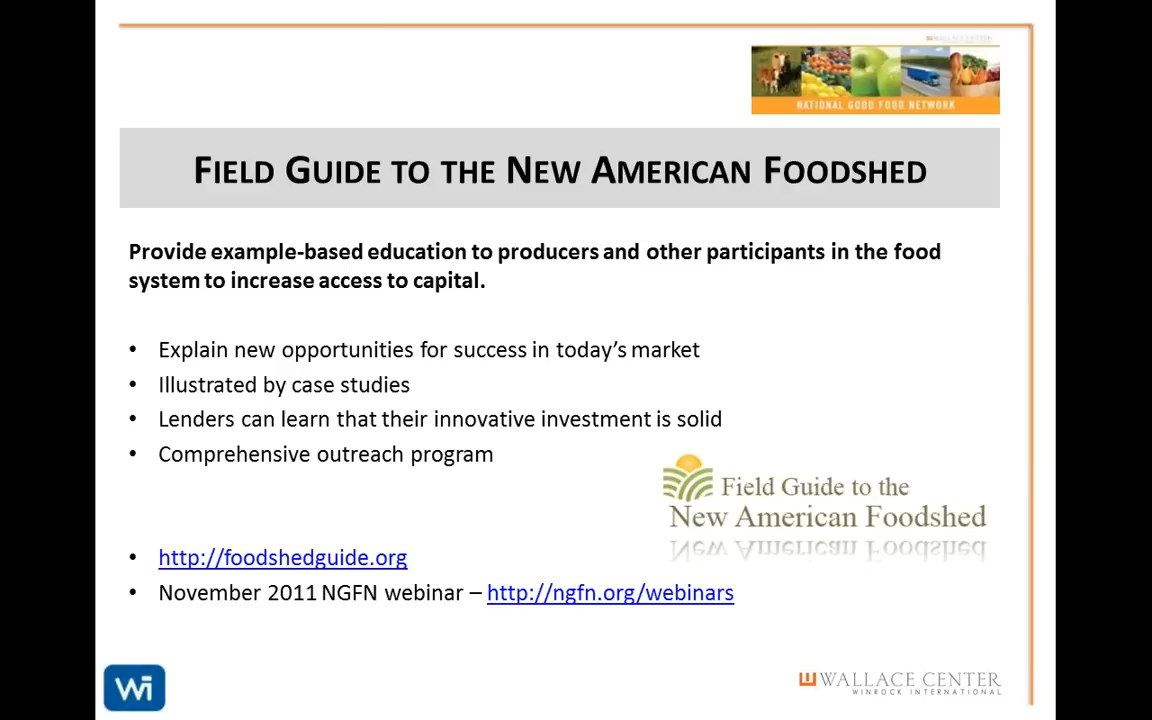 WALLACE CENTER
NATIONAL GOOD FOOD NETWORK
FIELD GUIDE TO THE NEW AMERICAN FOODSHED
Provide example-based education to producers and other participants in the food
system to increase access to capital.
• Explain new opportunities for success in today's market
• Illustrated by case studies
• Lenders can learn that their innovative investment is solid
• Comprehensive outreach program
Field Guide to the
New American Foodshed
• http://foodshedguide.org
• November 2011 NGFN webinar – http://ngfn.org/webinars
WI
WALLACE CENTER
WINROCK INTERNATIONAL